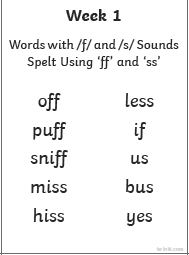 Week 1
Words with /f/ and /s/ Sounds
Spelt Using ‘ff’ and ‘ss’
off less
puff if
sniff us
miss bus
hiss yes